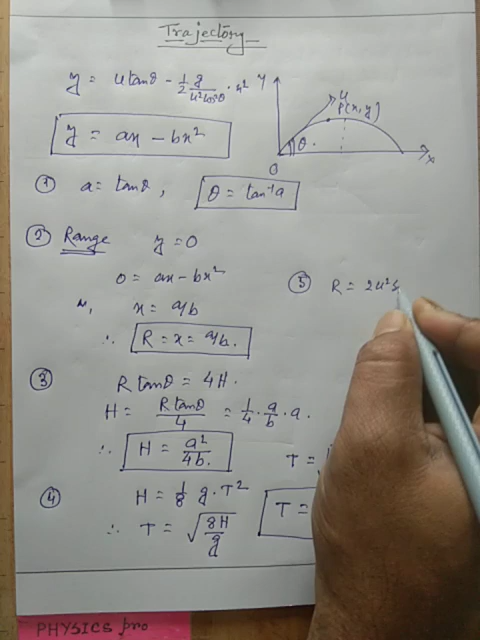 Trajectory
y = x tanθ - 1/2 g/u²cos²θ · x²
y = ax - bx²
Y
u
P(x, y)
θ
O
x
① a = tanθ, θ = tan⁻¹a
② Range y = 0
0 = ax - bx²
x = a/b
∴ R = x = a/b.
③ R tanθ = 4H.
H = R tanθ/4 = 1/4 · a/b · a.
∴ H = a²/4b.
④ H = 1/8 g · T²
∴ T = √8H/g
T =
T =
⑤ R = 2u²s
PHYSICS pro